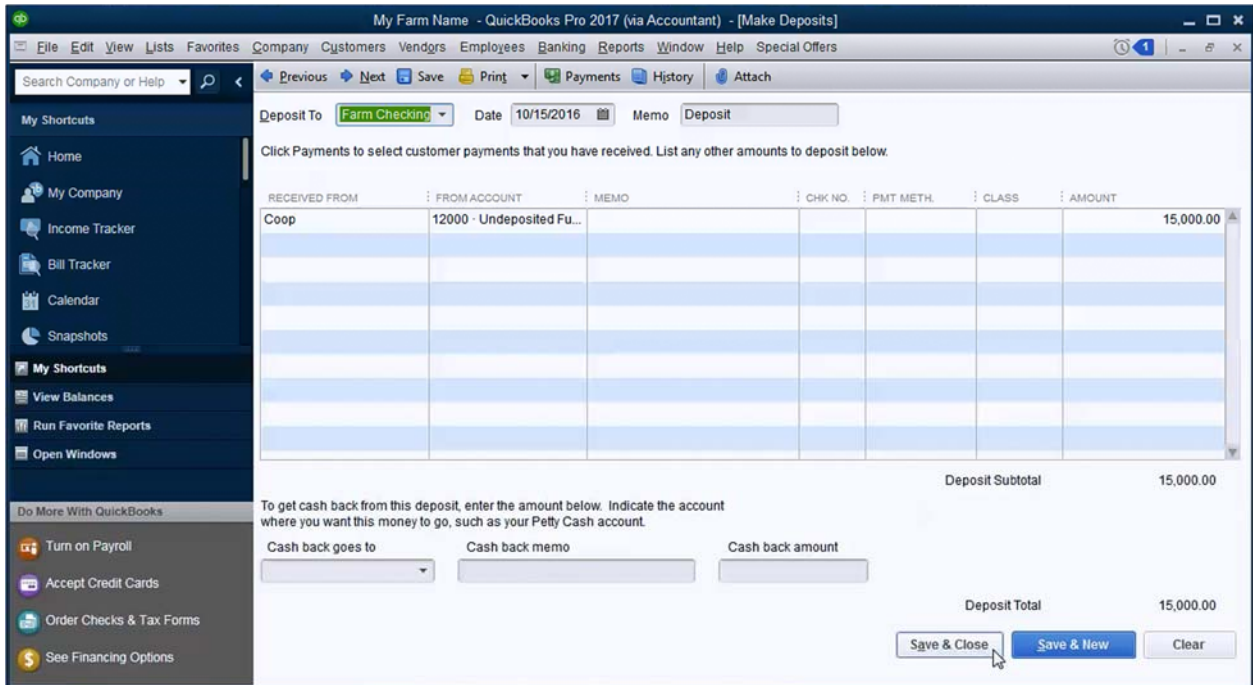 qb
My Farm Name - QuickBooks Pro 2017 (via Accountant) - [Make Deposits]
File Edit View Lists Favorites Company Customers Vendors Employees Banking Reports Window Help Special Offers 1
Search Company or Help
Previous Next Save Print Payments History Attach
My Shortcuts
Home
My Company
Income Tracker
Bill Tracker
Calendar
Snapshots
My Shortcuts
View Balances
Run Favorite Reports
Open Windows
Do More With QuickBooks
Turn on Payroll
Accept Credit Cards
Order Checks & Tax Forms
See Financing Options
Deposit To Farm Checking Date 10/15/2016 Memo Deposit
Click Payments to select customer payments that you have received. List any other amounts to deposit below.
RECEIVED FROM FROM ACCOUNT MEMO CHK NO. PMT METH. CLASS AMOUNT
Coop 12000 · Undeposited Fu... 15,000.00
Deposit Subtotal 15,000.00
To get cash back from this deposit, enter the amount below. Indicate the account
where you want this money to go, such as your Petty Cash account.
Cash back goes to Cash back memo Cash back amount
Deposit Total 15,000.00
Save & Close Save & New Clear